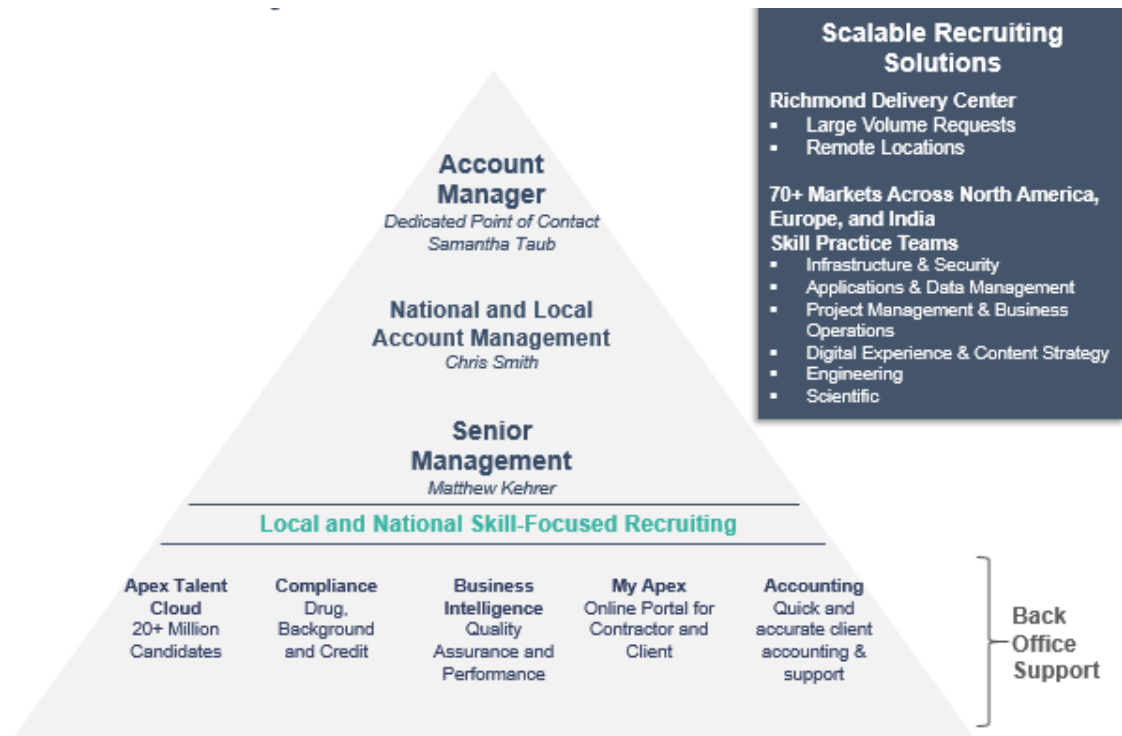 Account
Manager
Dedicated Point of Contact
Samantha Taub
National and Local
Account Management
Chris Smith
Senior
Management
Matthew Kehrer
Local and National Skill-Focused Recruiting
Apex Talent
Cloud
20+ Million
Candidates
Compliance
Drug,
Background
and Credit
Business
Intelligence
Quality
Assurance and
Performance
My Apex
Online Portal for
Contractor and
Client
Accounting
Quick and
accurate client
accounting &
support
Back
Office
Support
Scalable Recruiting
Solutions
Richmond Delivery Center
▪ Large Volume Requests
▪ Remote Locations
70+ Markets Across North America,
Europe, and India
Skill Practice Teams
▪ Infrastructure & Security
▪ Applications & Data Management
▪ Project Management & Business
Operations
▪ Digital Experience & Content Strategy
▪ Engineering
▪ Scientific